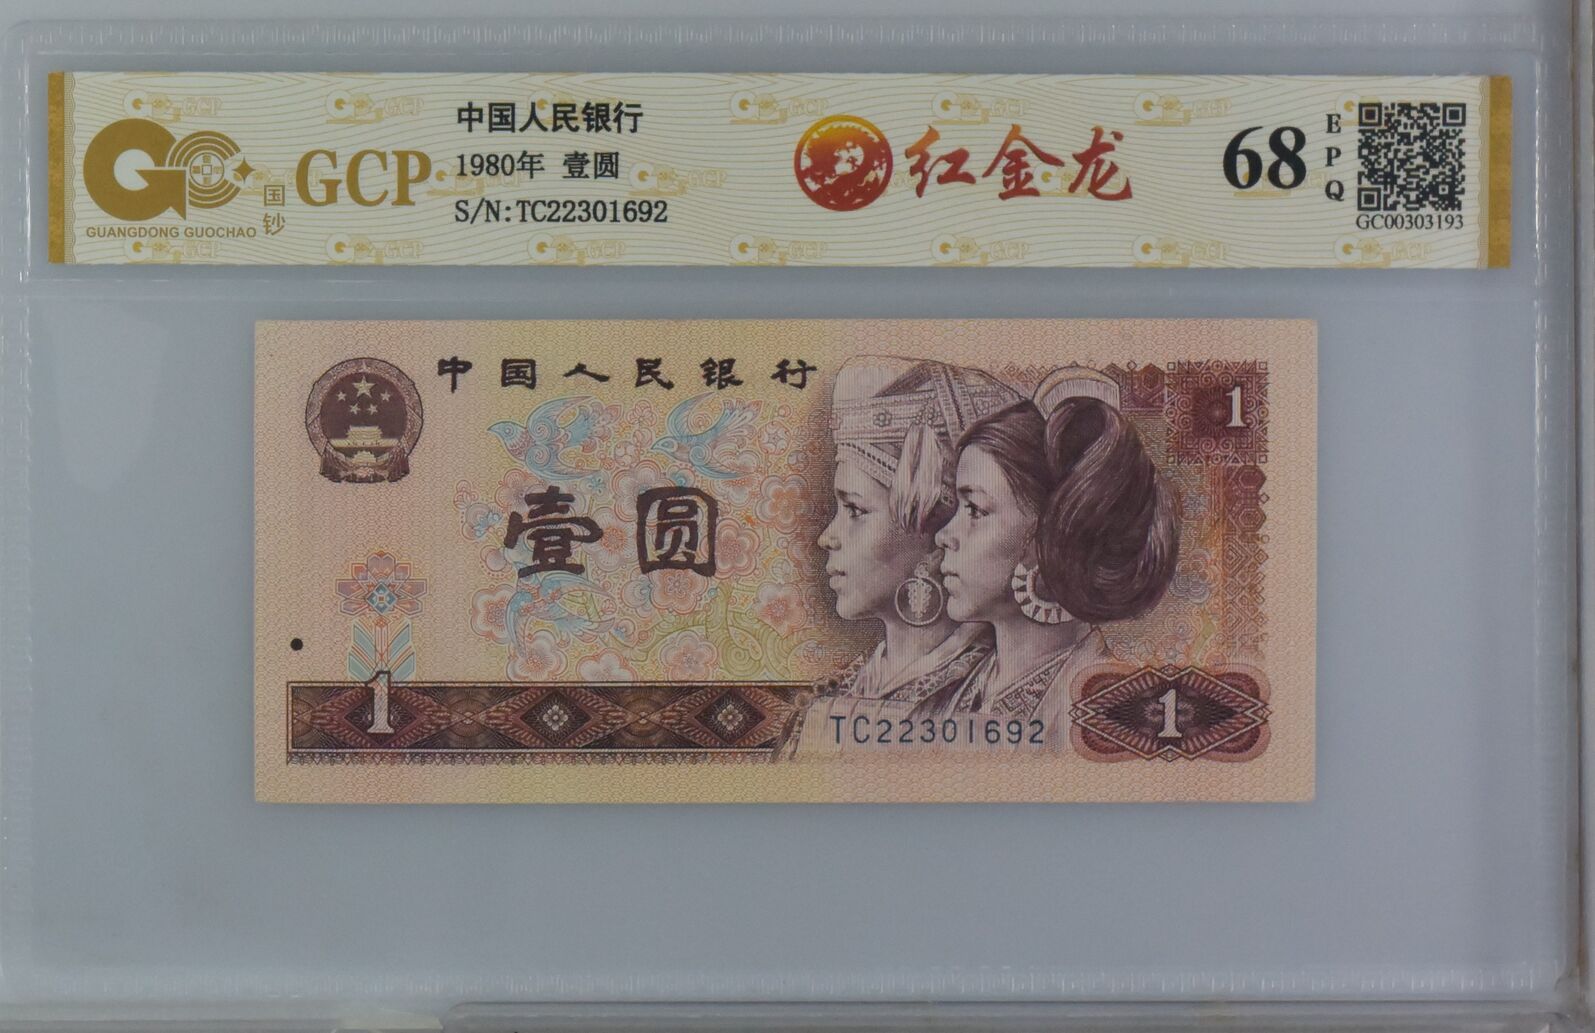 中国人民银行
1980年 壹圆
S/N:TC22301692
GCP
国钞
GUANGDONG GUOCHAO
红金龙
68
EPQ
GC00303193
中国人民银行
1
壹圆
1
TC22301692
1